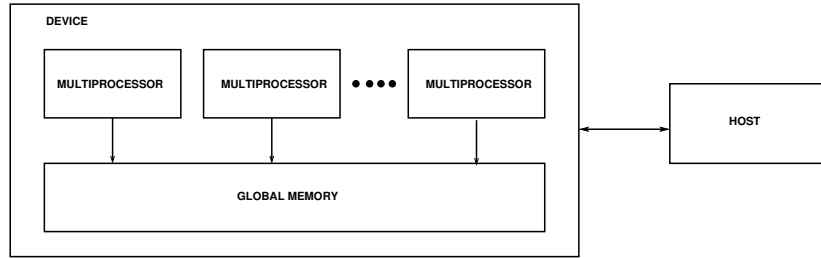 DEVICE
MULTIPROCESSOR
MULTIPROCESSOR
MULTIPROCESSOR
HOST
GLOBAL MEMORY